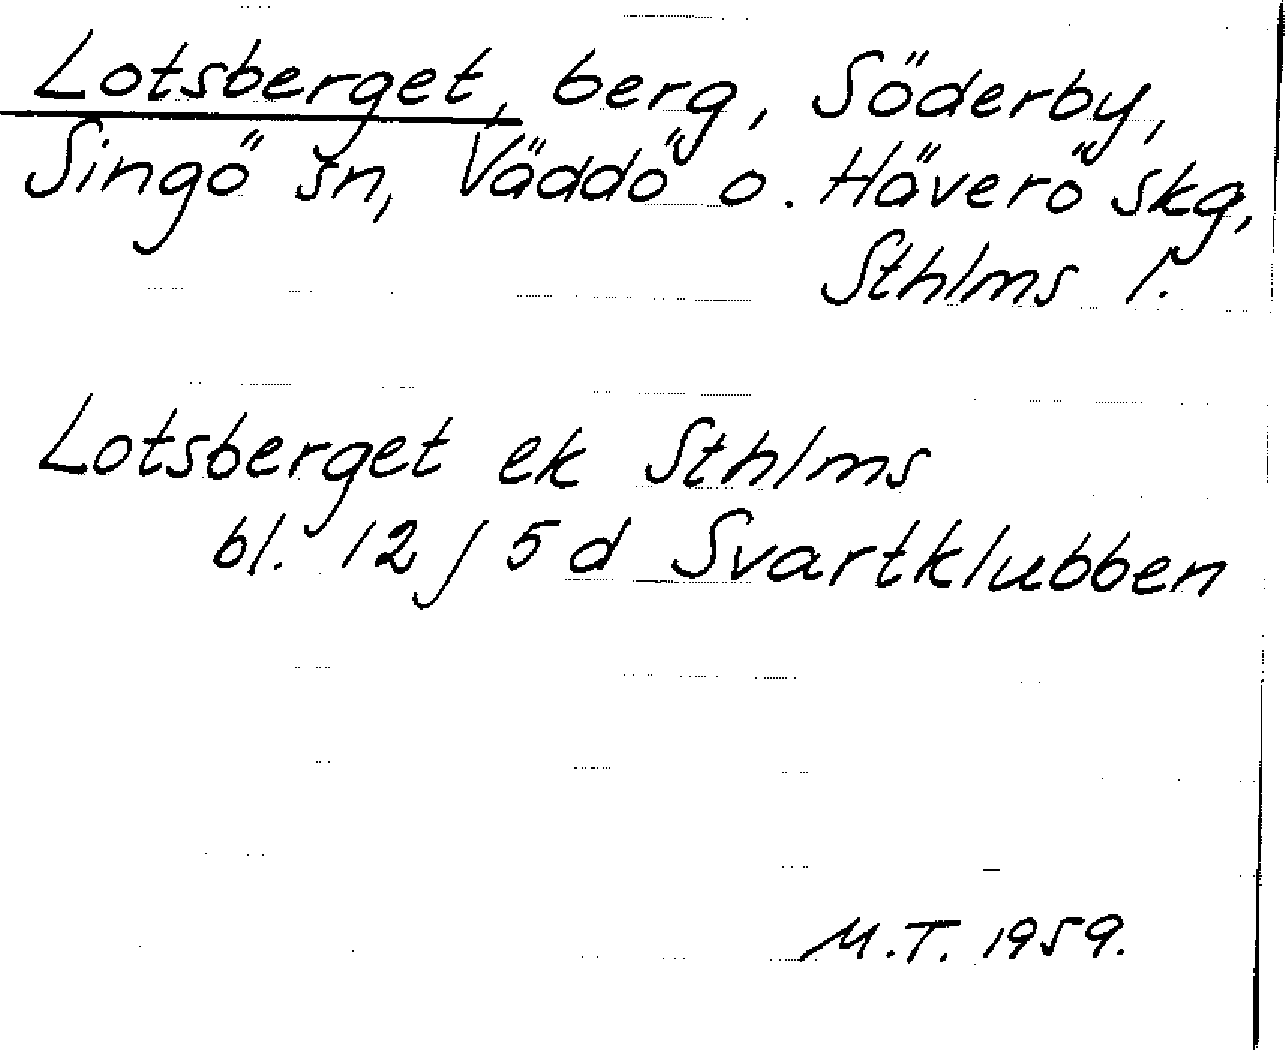 Lotsberget, berg, Söderby,
Singö sn, Väddö o. Häverö skg,
Sthlms l.
Lotsberget ek Sthlms
bl. 12 J 5 d Svartklubben
M.T. 1959.